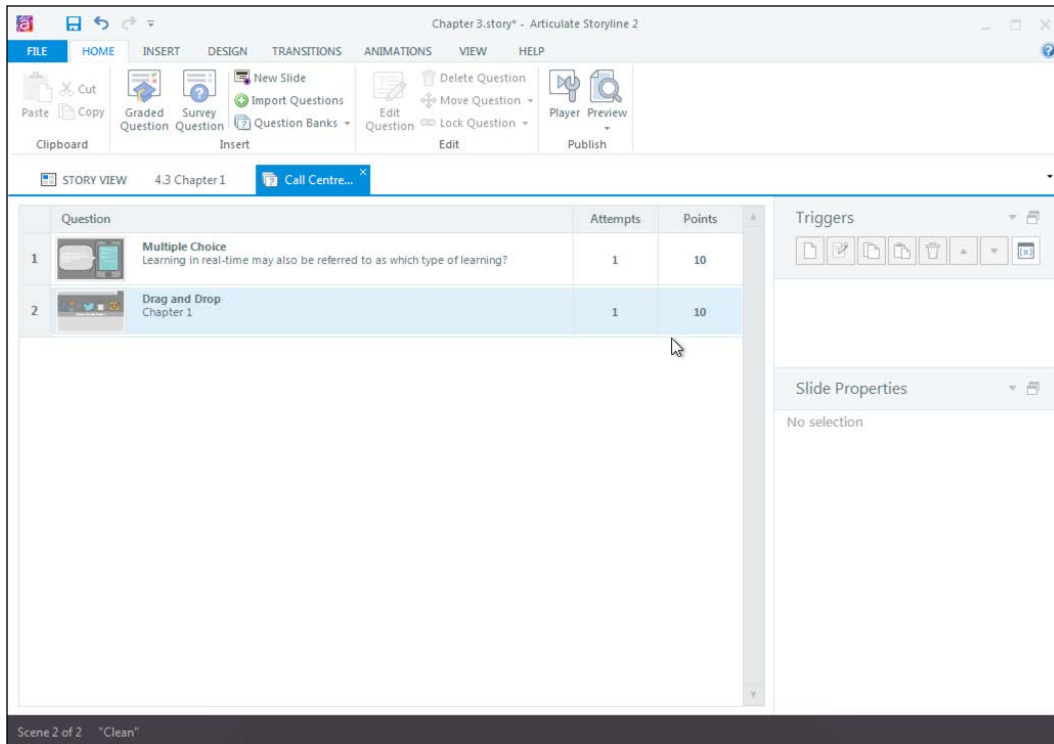 Chapter 3.story* - Articulate Storyline 2
FILE HOME INSERT DESIGN TRANSITIONS ANIMATIONS VIEW HELP
Paste
Cut
Copy
Clipboard
Graded Question
Survey Question
New Slide
Import Questions
Question Banks
Insert
Edit Question
Delete Question
Move Question
Lock Question
Edit
Player
Preview
Publish
STORY VIEW 4.3 Chapter 1 Call Centre...
Question Attempts Points
1 Multiple Choice
Learning in real-time may also be referred to as which type of learning? 1 10
2 Drag and Drop
Chapter 1 1 10
Triggers
Slide Properties
No selection
Scene 2 of 2 "Clean"